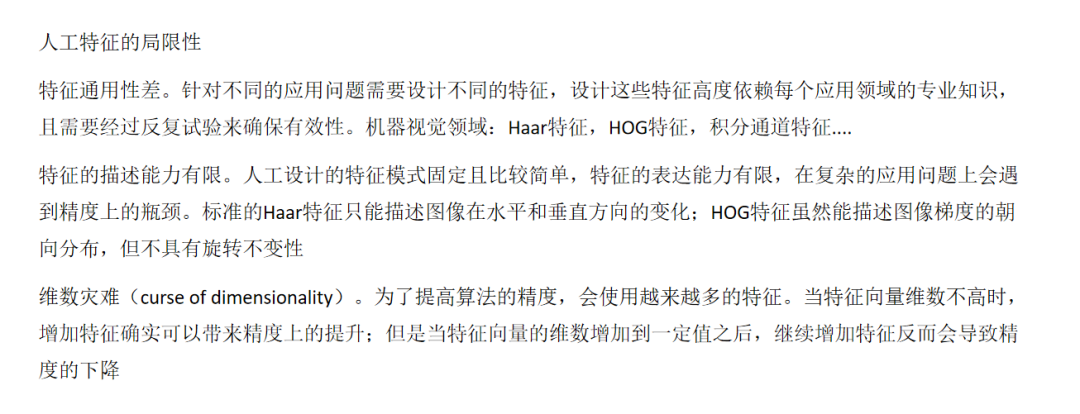 人工特征的局限性
特征通用性差。针对不同的应用问题需要设计不同的特征，设计这些特征高度依赖每个应用领域的专业知识，
且需要经过反复试验来确保有效性。机器视觉领域：Haar特征，HOG特征，积分通道特征....
特征的描述能力有限。人工设计的特征模式固定且比较简单，特征的表达能力有限，在复杂的应用问题上会遇
到精度上的瓶颈。标准的Haar特征只能描述图像在水平和垂直方向的变化；HOG特征虽然能描述图像梯度的朝
向分布，但不具有旋转不变性
维数灾难（curse of dimensionality）。为了提高算法的精度，会使用越来越多的特征。当特征向量维数不高时，
增加特征确实可以带来精度上的提升；但是当特征向量的维数增加到一定值之后，继续增加特征反而会导致精
度的下降